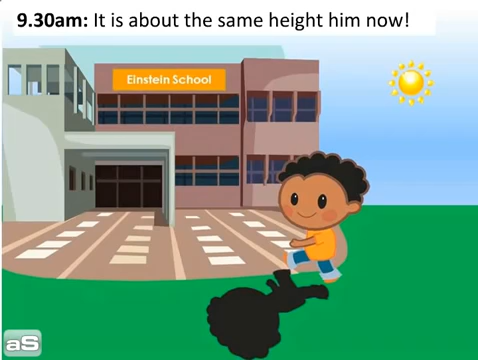 9.30am: It is about the same height him now!
Einstein School
aS